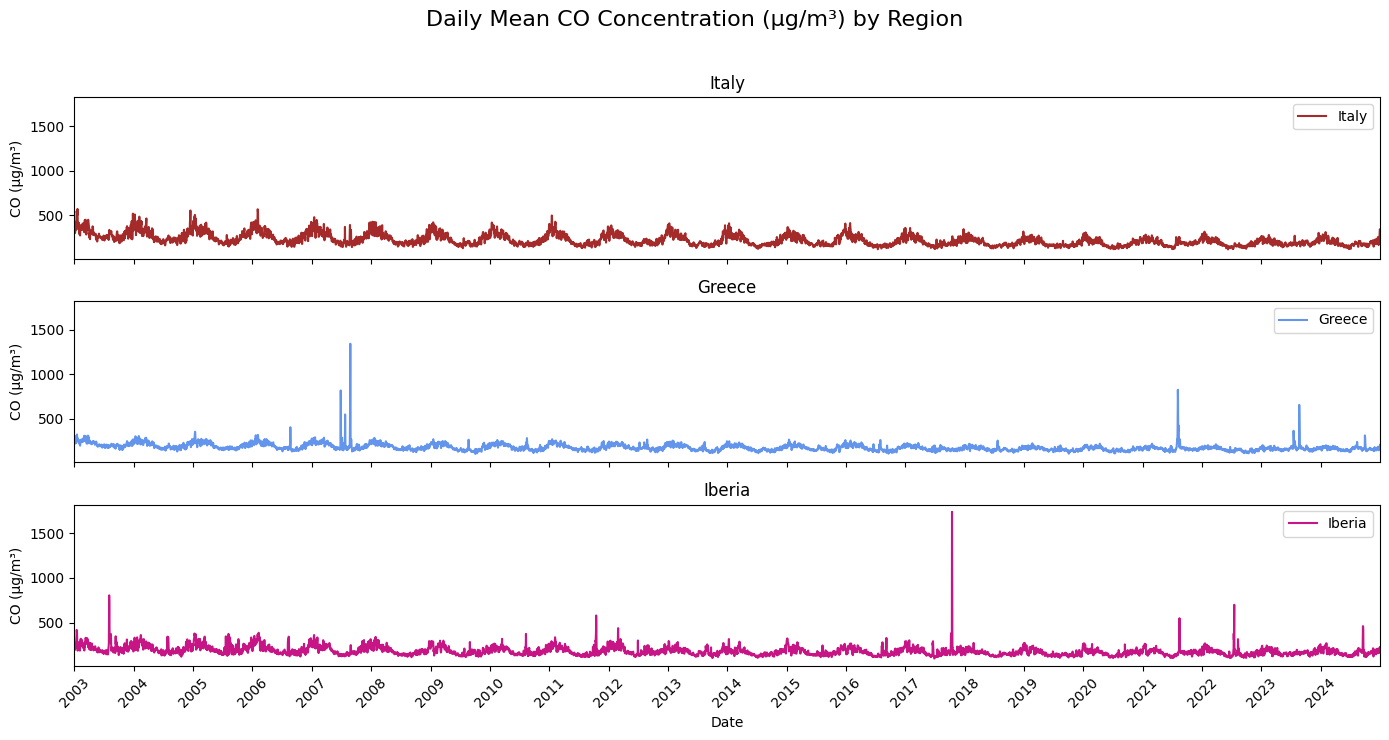 Daily Mean CO Concentration (µg/m³) by Region
Italy
CO (µg/m³)
1500
1000
500
Italy
Greece
CO (µg/m³)
1500
1000
500
Greece
Iberia
CO (µg/m³)
1500
1000
500
Iberia
2003 2004 2005 2006 2007 2008 2009 2010 2011 2012 2013 2014 2015 2016 2017 2018 2019 2020 2021 2022 2023 2024
Date